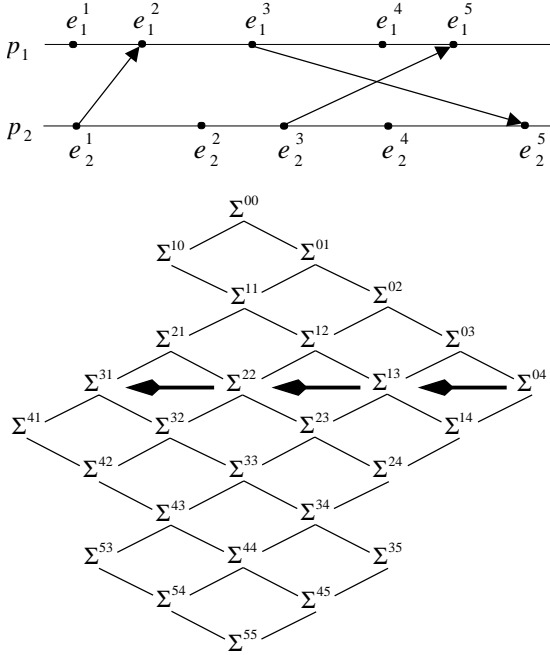 e₁¹ e₁² e₁³ e₁⁴ e₁⁵
p₁
p₂
e₂¹ e₂² e₂³ e₂⁴ e₂⁵
Σ⁰⁰
Σ¹⁰ Σ⁰¹
Σ¹¹ Σ⁰²
Σ²¹ Σ¹² Σ⁰³
Σ³¹ Σ²² Σ¹³ Σ⁰⁴
Σ⁴¹ Σ³² Σ²³ Σ¹⁴
Σ⁴² Σ³³ Σ²⁴
Σ⁴³ Σ³⁴
Σ⁵³ Σ⁴⁴ Σ³⁵
Σ⁵⁴ Σ⁴⁵
Σ⁵⁵